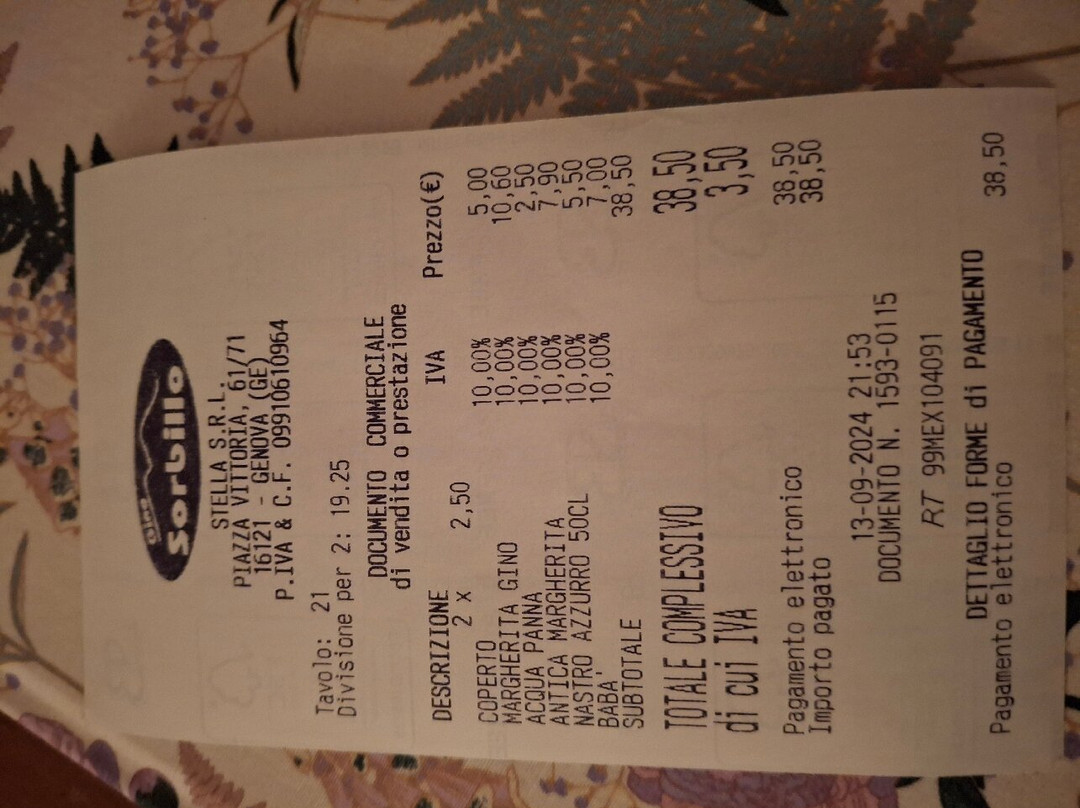 Gino
Sorbillo
STELLA S.R.L.
PIAZZA VITTORIA, 61/71
16121 - GENOVA (GE)
P.IVA & C.F. 09910610964
Tavolo: 21
Divisione per 2: 19.25
DOCUMENTO COMMERCIALE
di vendita o prestazione
DESCRIZIONE IVA Prezzo(€)
2 x 2,50
COPERTO 10,00% 5,00
MARGHERITA GINO 10,00% 10,60
ACQUA PANNA 10,00% 2,50
ANTICA MARGHERITA 10,00% 7,90
NASTRO AZZURRO 50CL 10,00% 5,50
BABA' 10,00% 7,00
SUBTOTALE 38,50
TOTALE COMPLESSIVO 38,50
di cui IVA 3,50
Pagamento elettronico 38,50
Importo pagato 38,50
13-09-2024 21:53
DOCUMENTO N. 1593-0115
RT 99MEX104091
DETTAGLIO FORME di PAGAMENTO
Pagamento elettronico 38,50